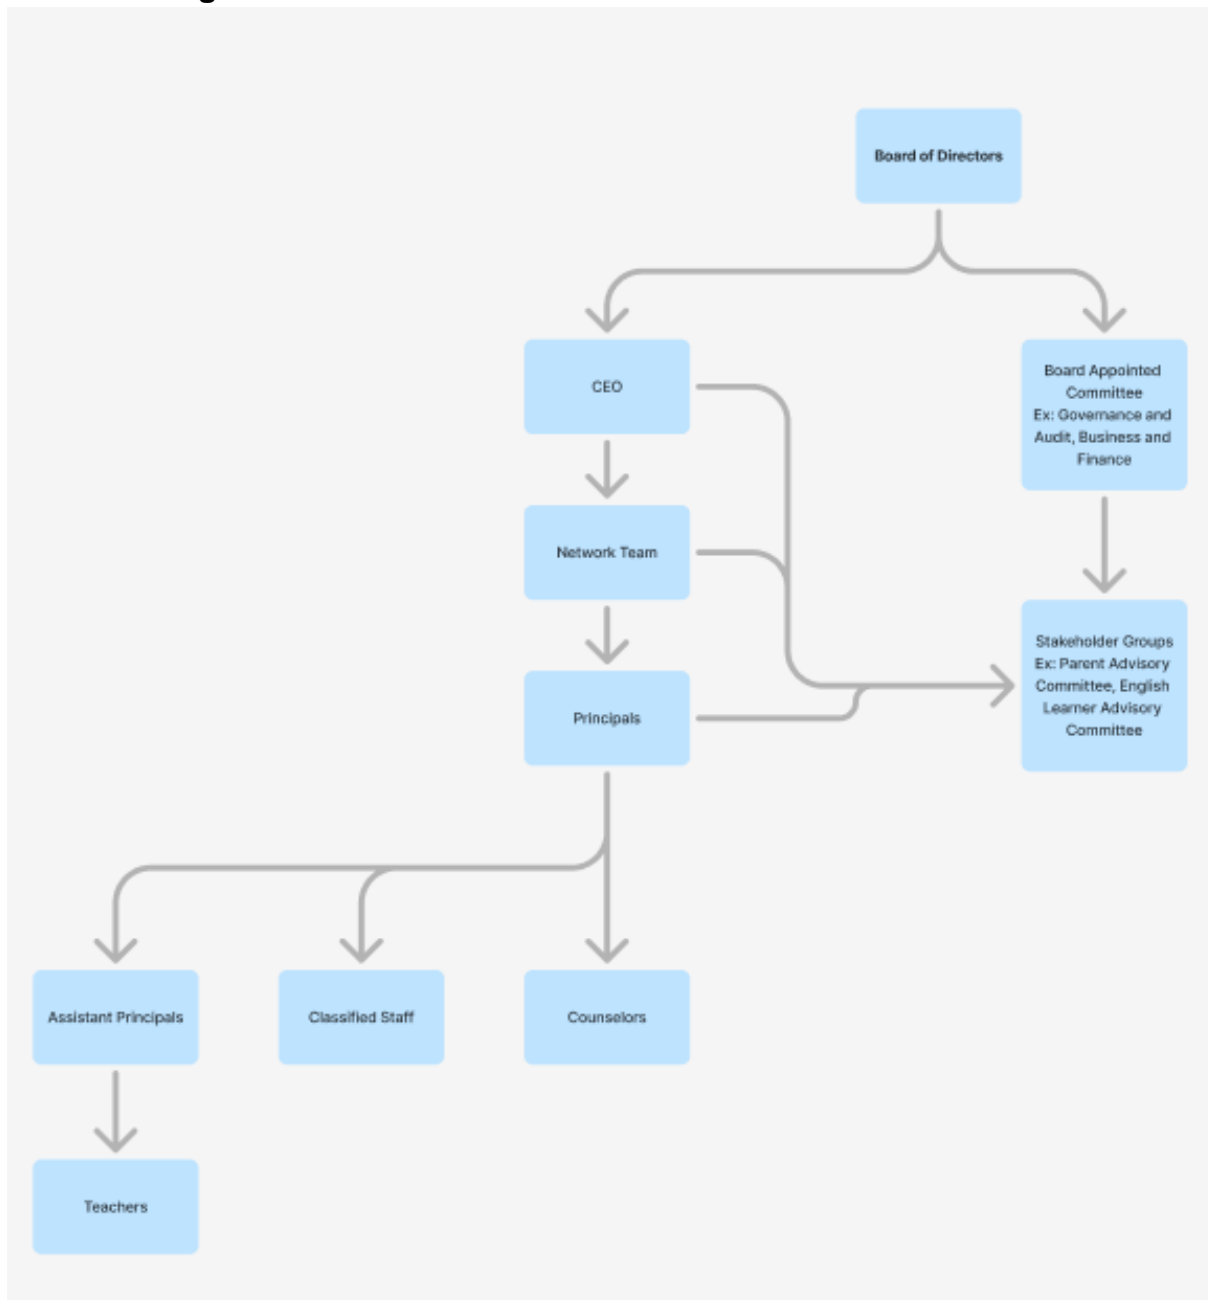 Board of Directors
CEO
Board Appointed
Committee
Ex: Governance and
Audit, Business and
Finance
Network Team
Stakeholder Groups
Ex: Parent Advisory
Committee, English
Learner Advisory
Committee
Principals
Assistant Principals
Classified Staff
Counselors
Teachers